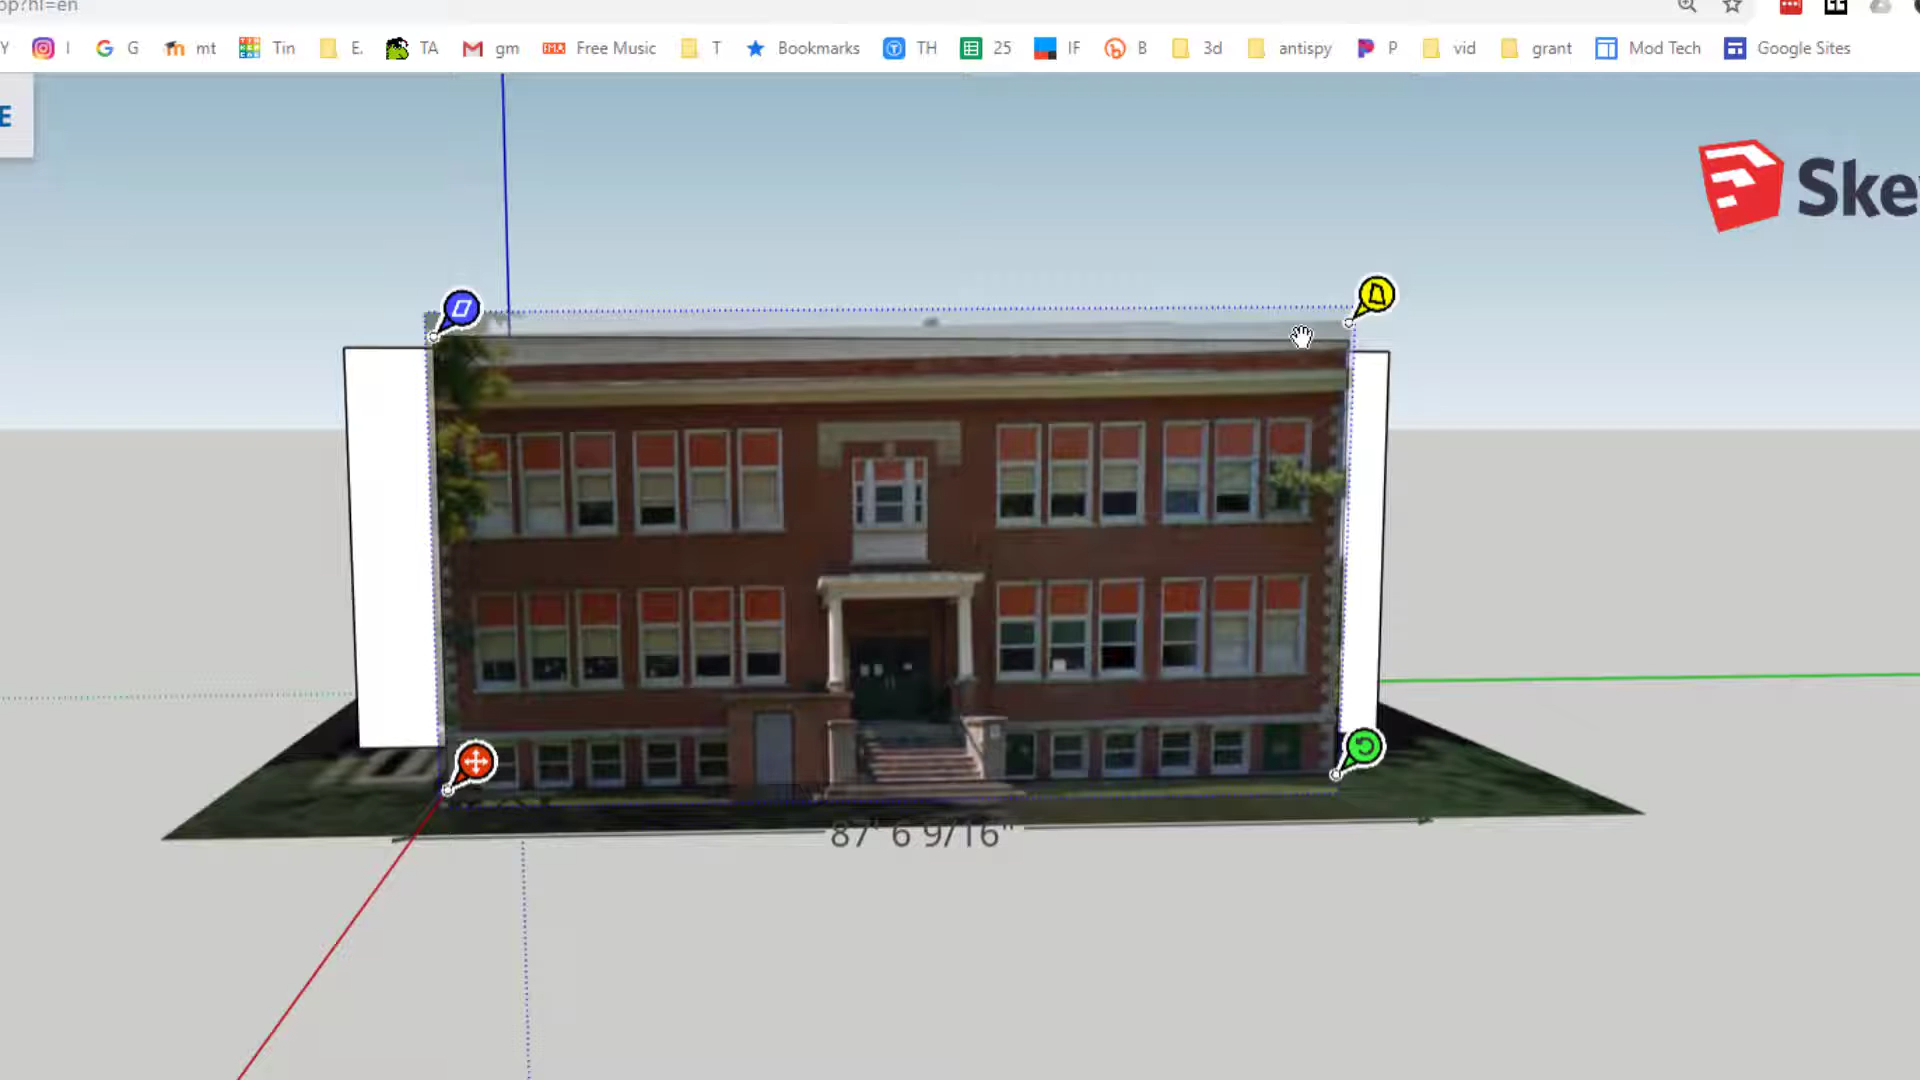 op?hl=en
Y I G mt Tin E. TA gm Free Music T Bookmarks TH 25 IF B 3d antispy P vid grant Mod Tech Google Sites
E
Ske
87' 6 9/16"